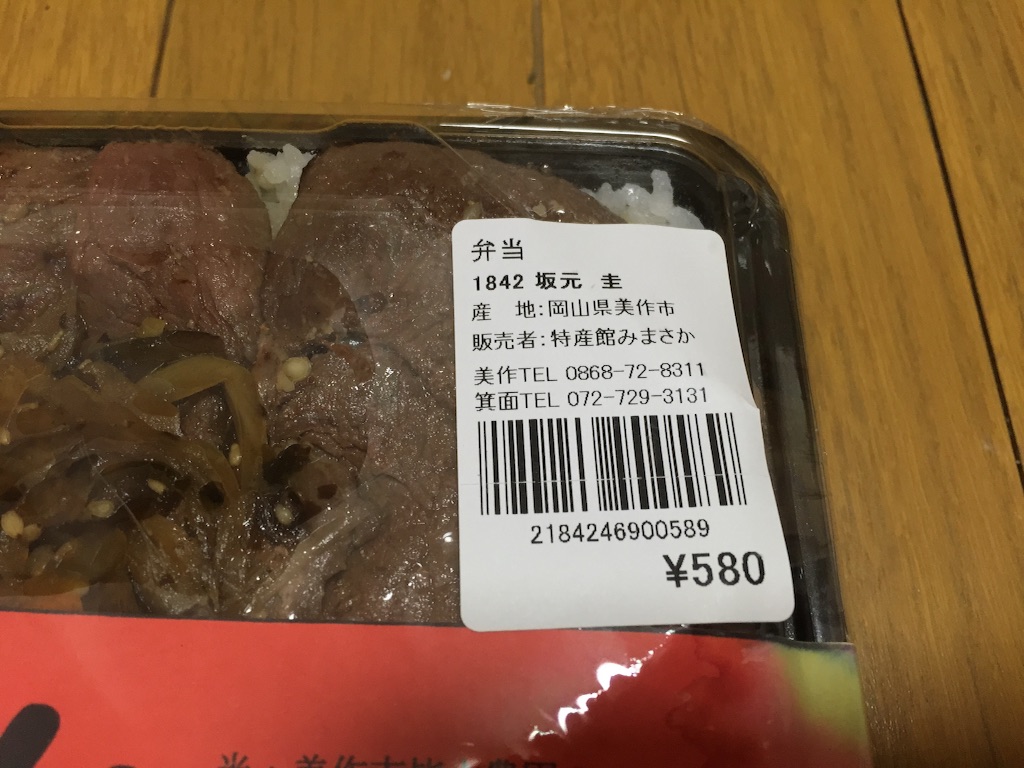 弁当
1842 坂元 圭
産 地:岡山県美作市
販売者:特産館みまさか
美作TEL 0868-72-8311
箕面TEL 072-729-3131
2184246900589
¥580